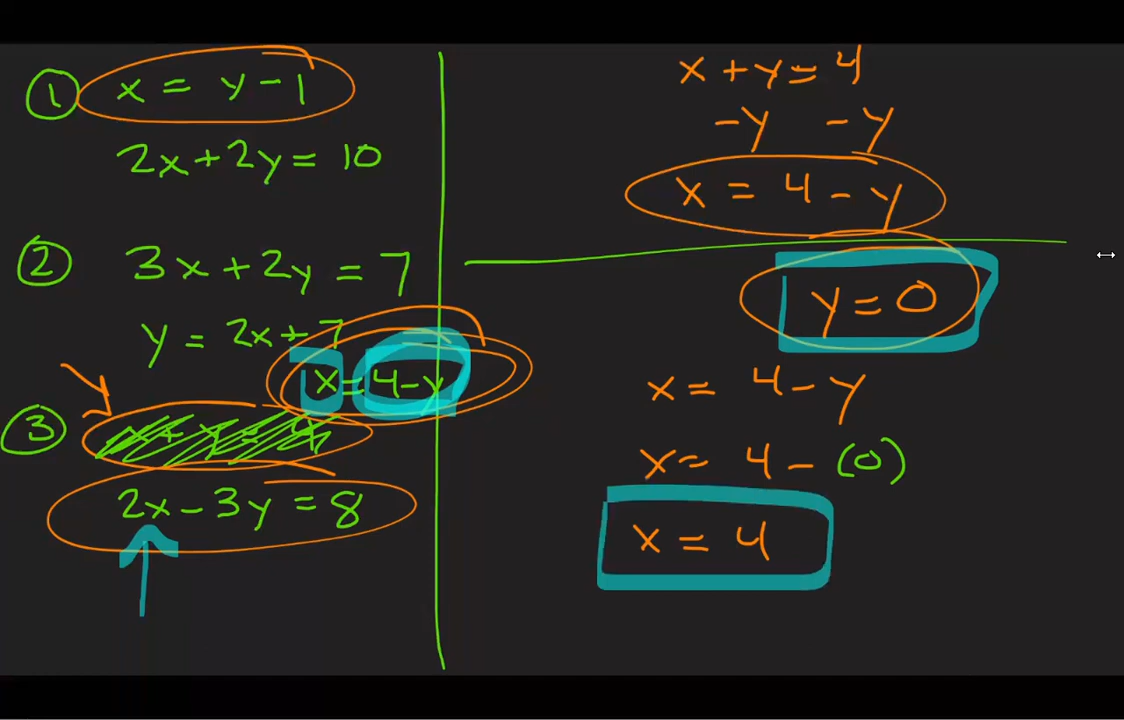 ① x = y - 1
2x + 2y = 10
② 3x + 2y = 7
y = 2x + 7
x = 4 - y
③ x + y = 4
2x - 3y = 8
x + y = 4
-y -y
x = 4 - y
y = 0
x = 4 - y
x = 4 - (0)
x = 4